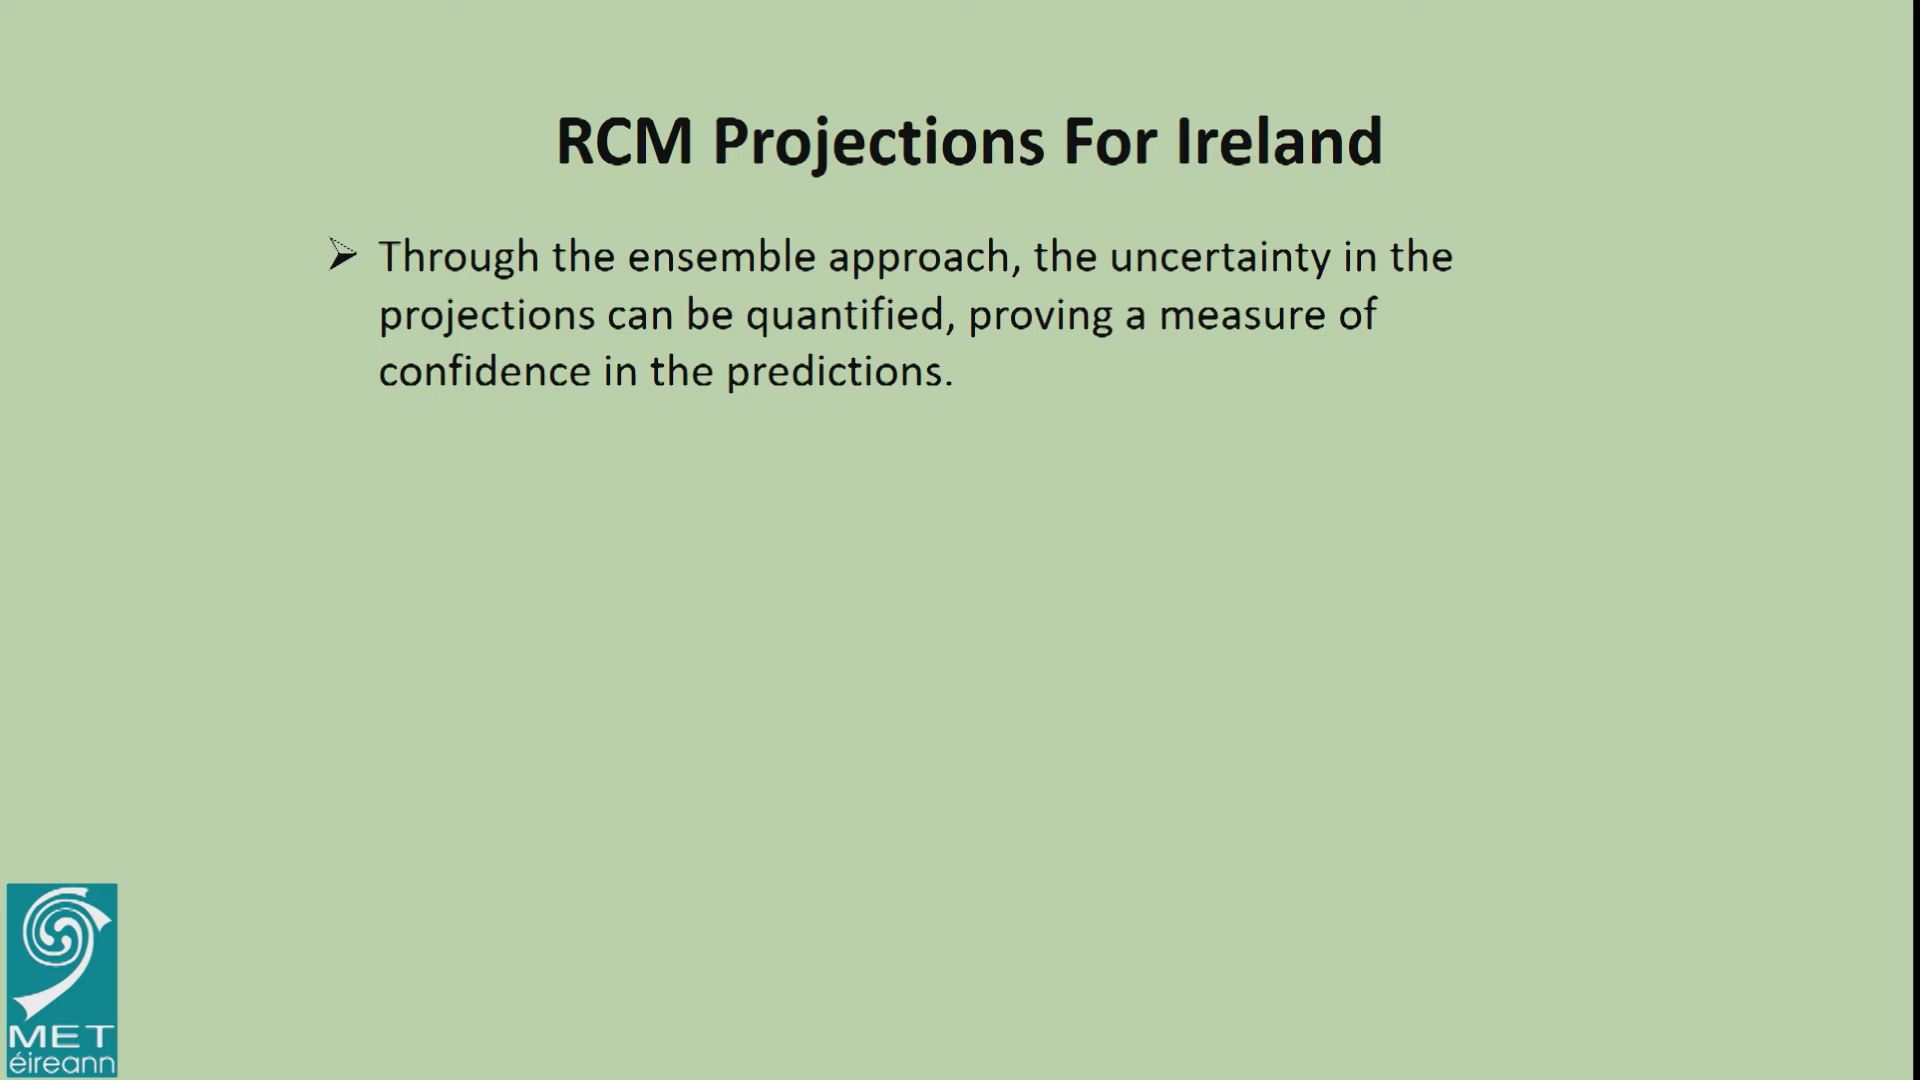 RCM Projections For Ireland
Through the ensemble approach, the uncertainty in the
projections can be quantified, proving a measure of
confidence in the predictions.
MET
éireann